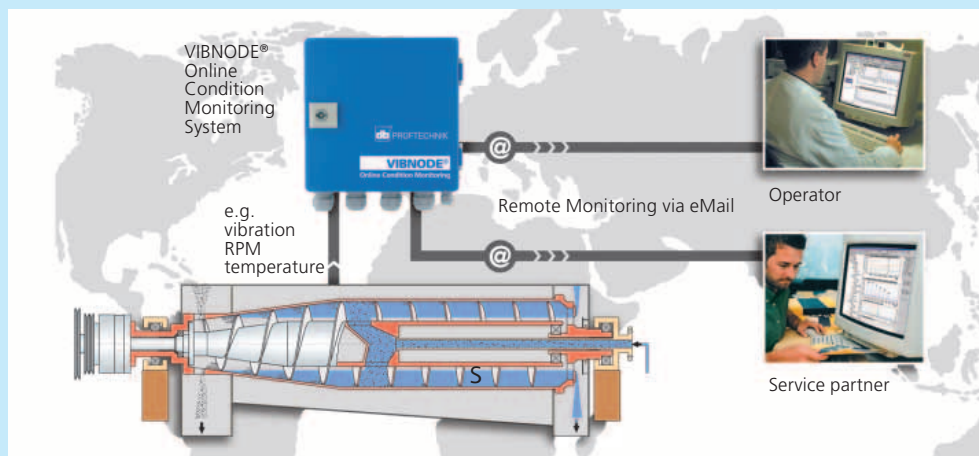 VIBNODE®
Online
Condition
Monitoring
System
PRÜFTECHNIK
VIBNODE®
Online Condition Monitoring
@
Operator
e.g.
vibration
RPM
temperature
Remote Monitoring via eMail
@
S
Service partner